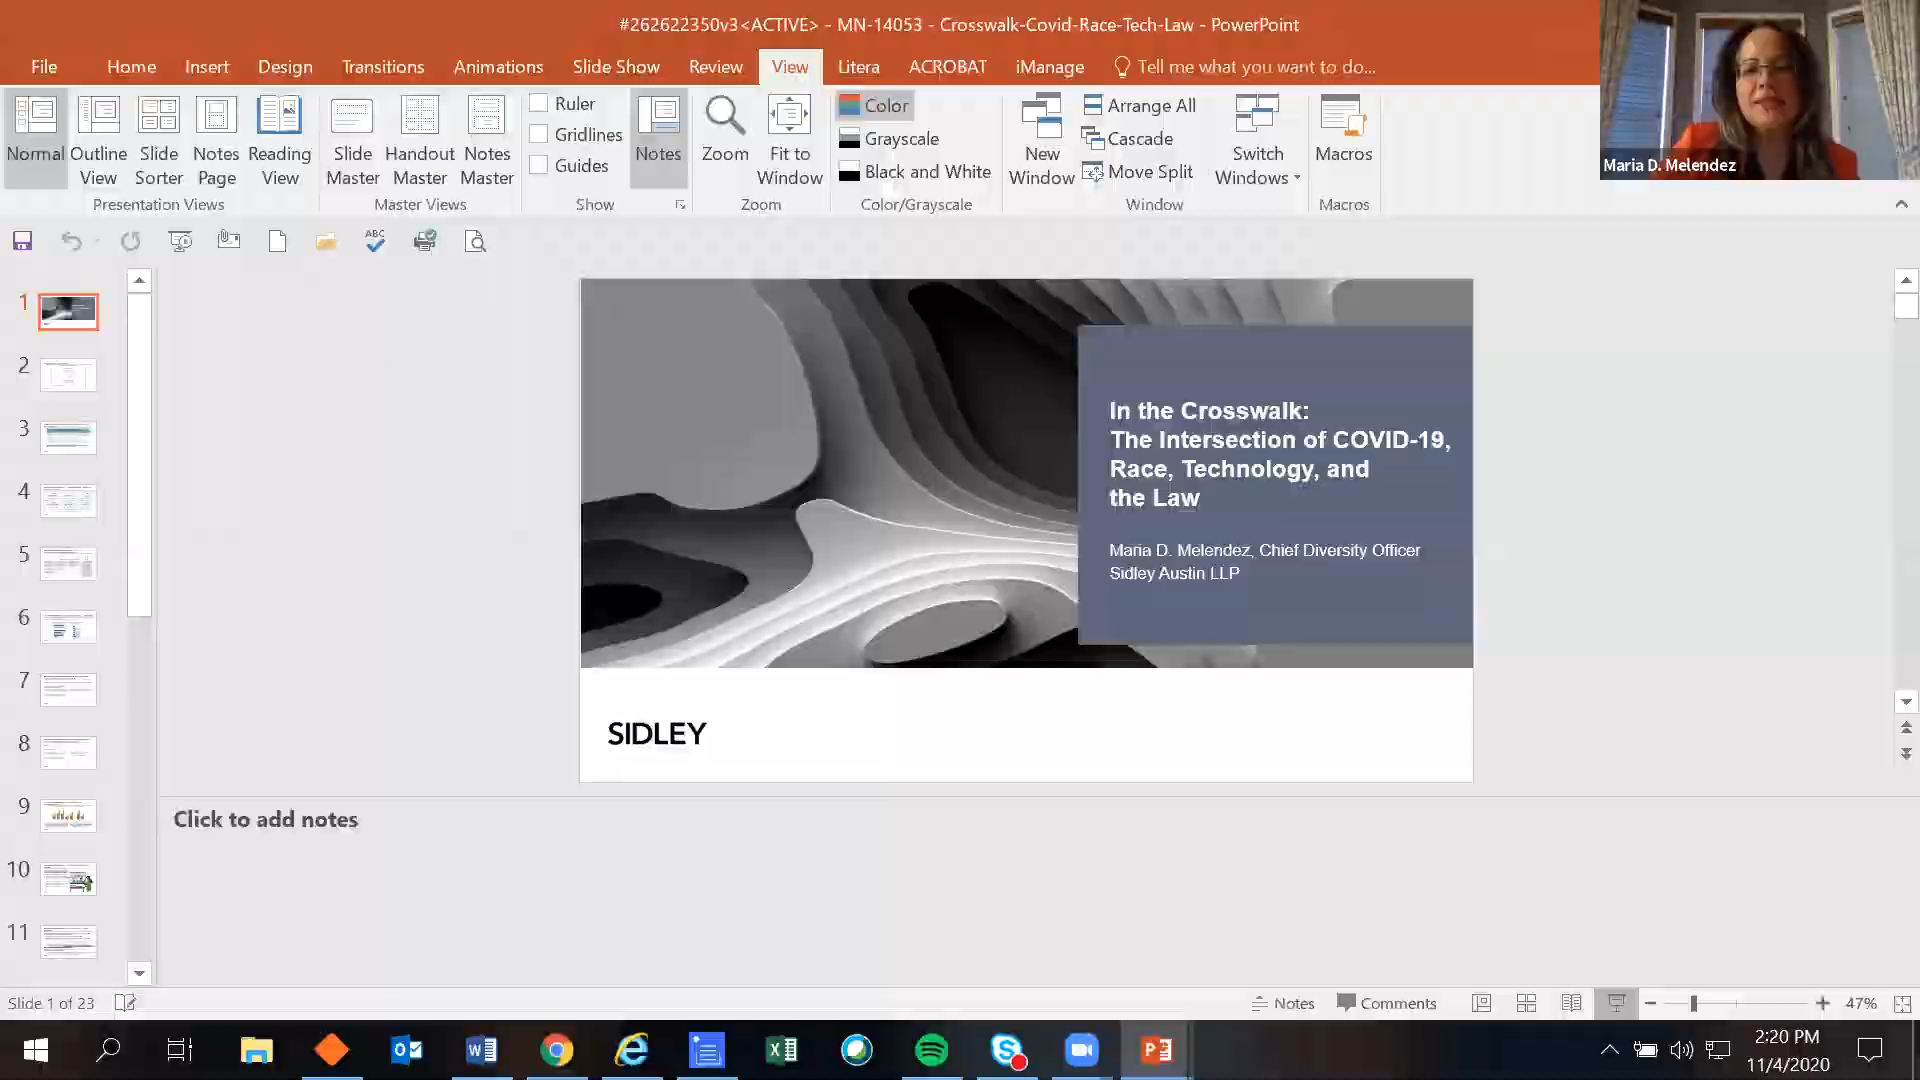 #262622350v3<ACTIVE> - MN-14053 - Crosswalk-Covid-Race-Tech-Law - PowerPoint
File Home Insert Design Transitions Animations Slide Show Review View Litera ACROBAT iManage Tell me what you want to do...
Normal
Outline View
Slide Sorter
Notes Page
Reading View
Presentation Views
Slide Master
Handout Master
Notes Master
Master Views
Ruler
Gridlines
Guides
Show
Notes
Zoom
Fit to Window
Zoom
Color
Grayscale
Black and White
Color/Grayscale
New Window
Arrange All
Cascade
Move Split
Switch Windows
Window
Macros
Macros
Maria D. Melendez
ABC
1
2
3
4
5
6
7
8
9
10
11
In the Crosswalk:
The Intersection of COVID-19,
Race, Technology, and
the Law
Maria D. Melendez, Chief Diversity Officer
Sidley Austin LLP
SIDLEY
Click to add notes
Slide 1 of 23
Notes Comments 47%
2:20 PM
11/4/2020